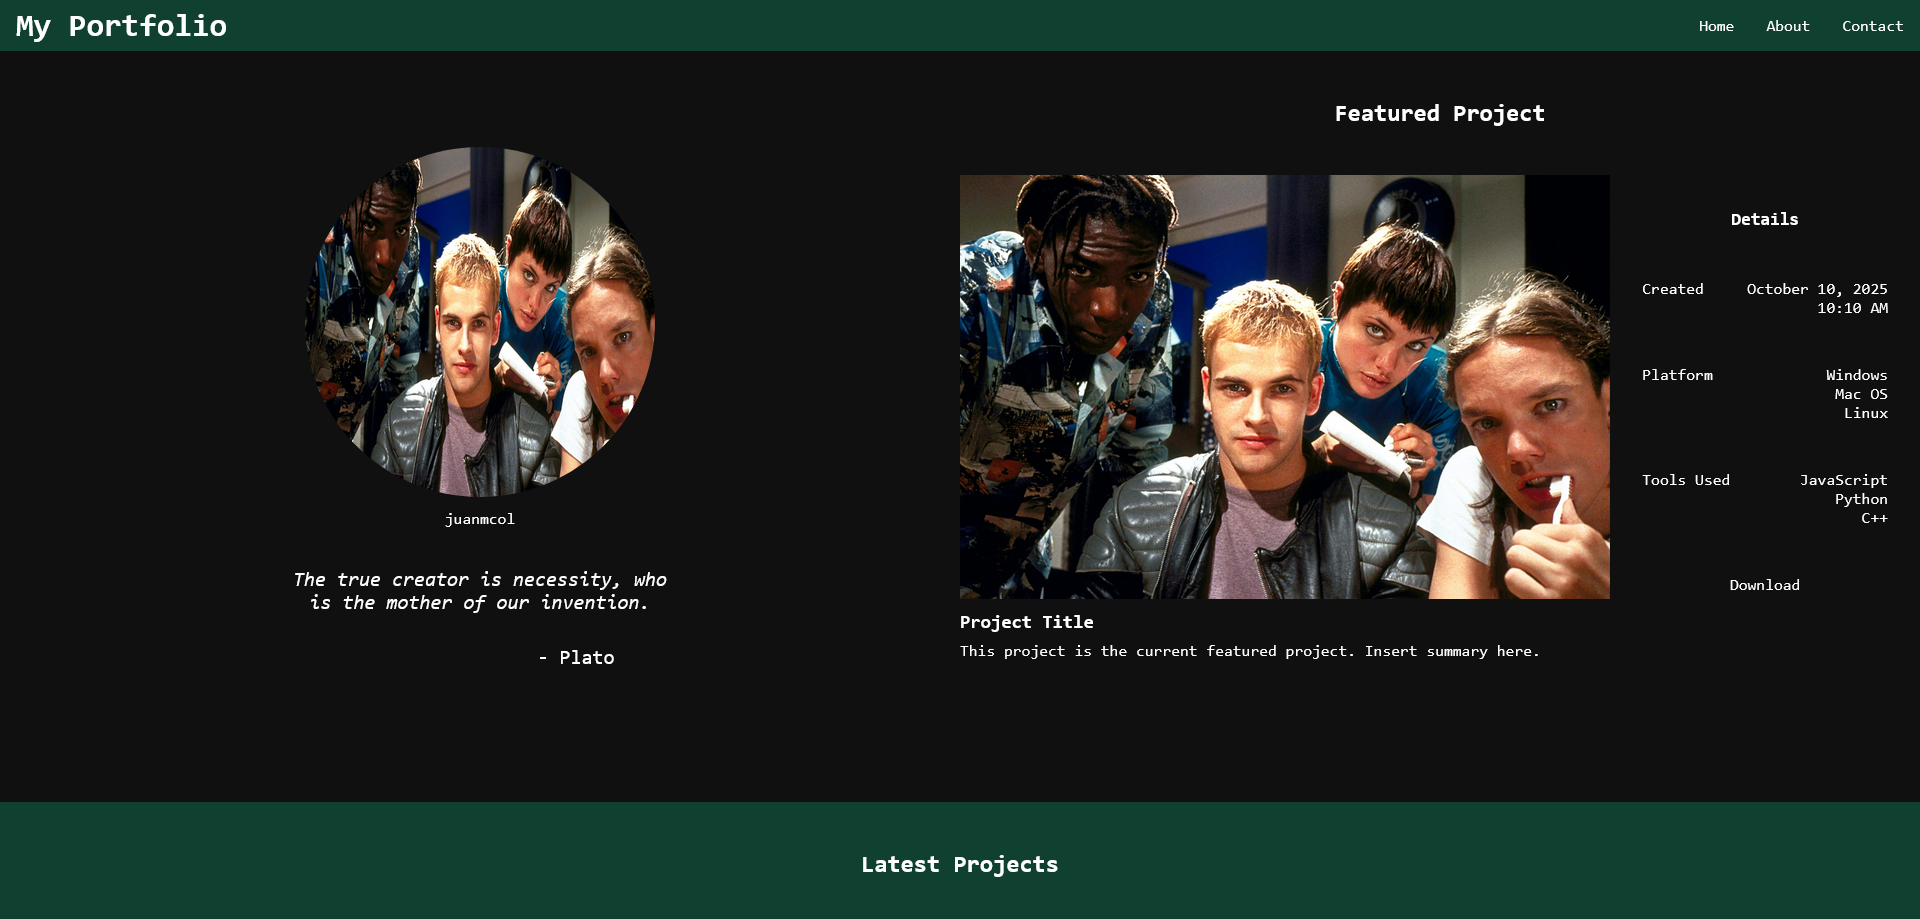 My Portfolio
Home
About
Contact
juanmcol
The true creator is necessity, who
is the mother of our invention.
- Plato
Featured Project
Project Title
This project is the current featured project. Insert summary here.
Details
Created
October 10, 2025
10:10 AM
Platform
Windows
Mac OS
Linux
Tools Used
JavaScript
Python
C++
Download
Latest Projects